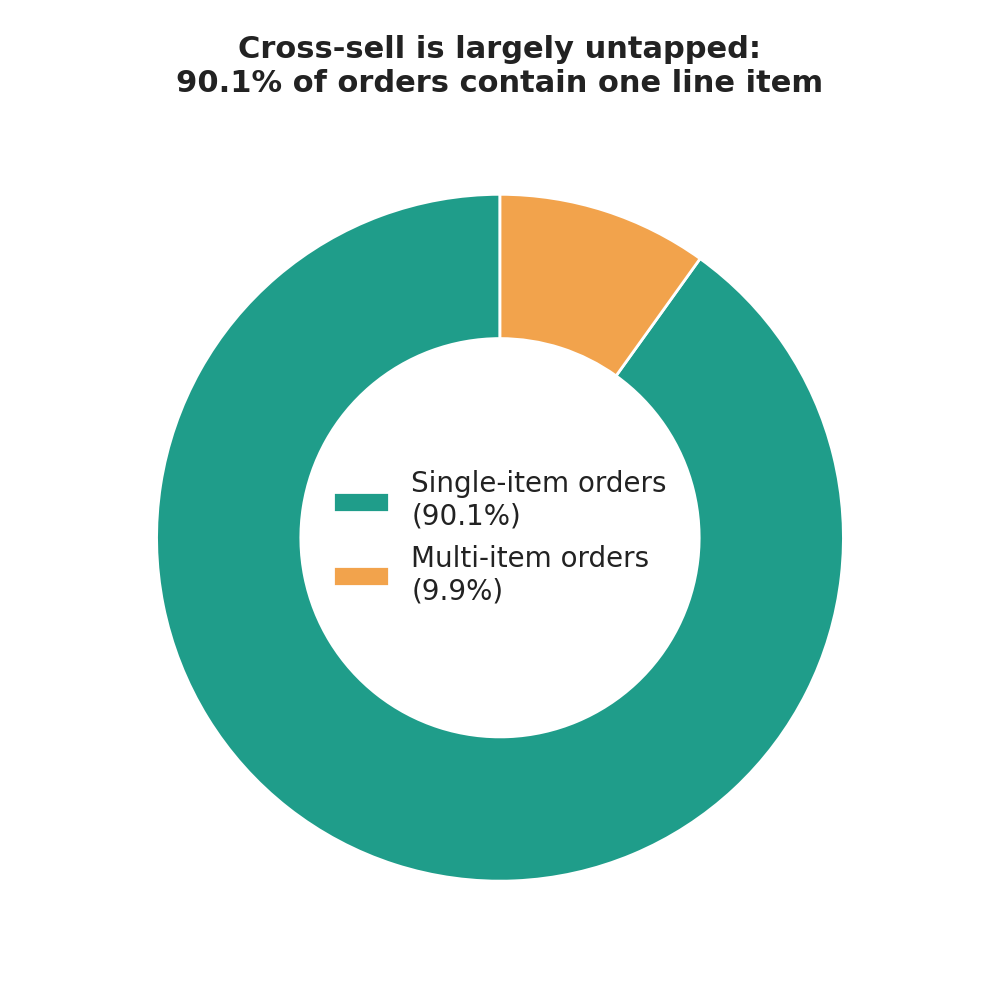 Cross-sell is largely untapped:
90.1% of orders contain one line item
Single-item orders
(90.1%)
Multi-item orders
(9.9%)